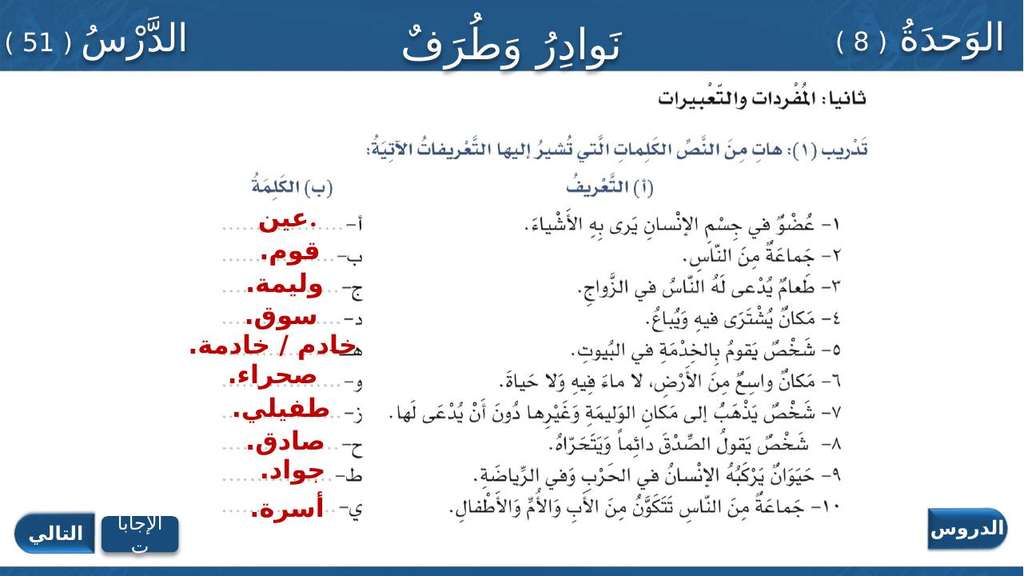 الوَحدَةُ ( 8 )
نَوادِرُ وَطُرَفٌ
الدَّرْسُ ( 51 )
ثانيا: المُفْردات والتّعْبيرات
تَدْريب (١): هاتِ مِنَ النَّصِّ الكَلِماتِ الَّتي تُشيرُ إليها التَّعْريفاتُ الآتِيَةُ:
(أ) التَّعْريفُ (ب) الكَلِمَةُ
١- عُضْوٌ في جِسْمِ الإنْسانِ يَرى بِهِ الأَشْياءَ. أ- عين.
٢- جَماعَةٌ مِنَ النّاسِ. ب- قوم.
٣- طَعامٌ يُدْعى لَهُ النّاسُ في الزَّواجِ. ج- وليمة.
٤- مَكانٌ يُشْتَرَى فيهِ وَيُباعُ. د- سوق.
٥- شَخْصٌ يَقومُ بِالخِدْمَةِ في البُيوتِ. هـ- خادم / خادمة.
٦- مَكانٌ واسِعٌ مِنَ الأَرْضِ، لا ماءَ فيهِ وَلا حَياةَ. و- صحراء.
٧- شَخْصٌ يَذْهَبُ إلى مَكانِ الوَليمَةِ وَغَيْرِها دُونَ أَنْ يُدْعَى لَها. ز- طفيلي.
٨- شَخْصٌ يَقولُ الصِّدْقَ دائِماً وَيَتَحَرّاهُ. ح- صادق.
٩- حَيَوَانٌ يَرْكَبُهُ الإنْسانُ في الحَرْبِ وَفي الرِّياضَةِ. ط- جواد.
١٠- جَماعَةٌ مِنَ النّاسِ تَتَكَوَّنُ مِنَ الأَبِ وَالأُمِّ وَالأَطْفالِ. ي- أسرة.
الدروس
الإجابات
التالي